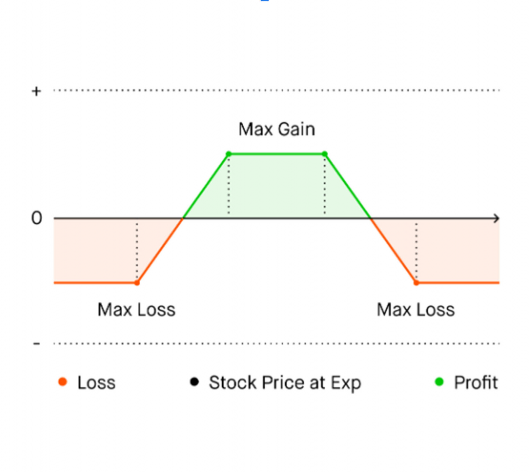 +
Max Gain
0
Max Loss
Max Loss
-
Loss
Stock Price at Exp
Profit